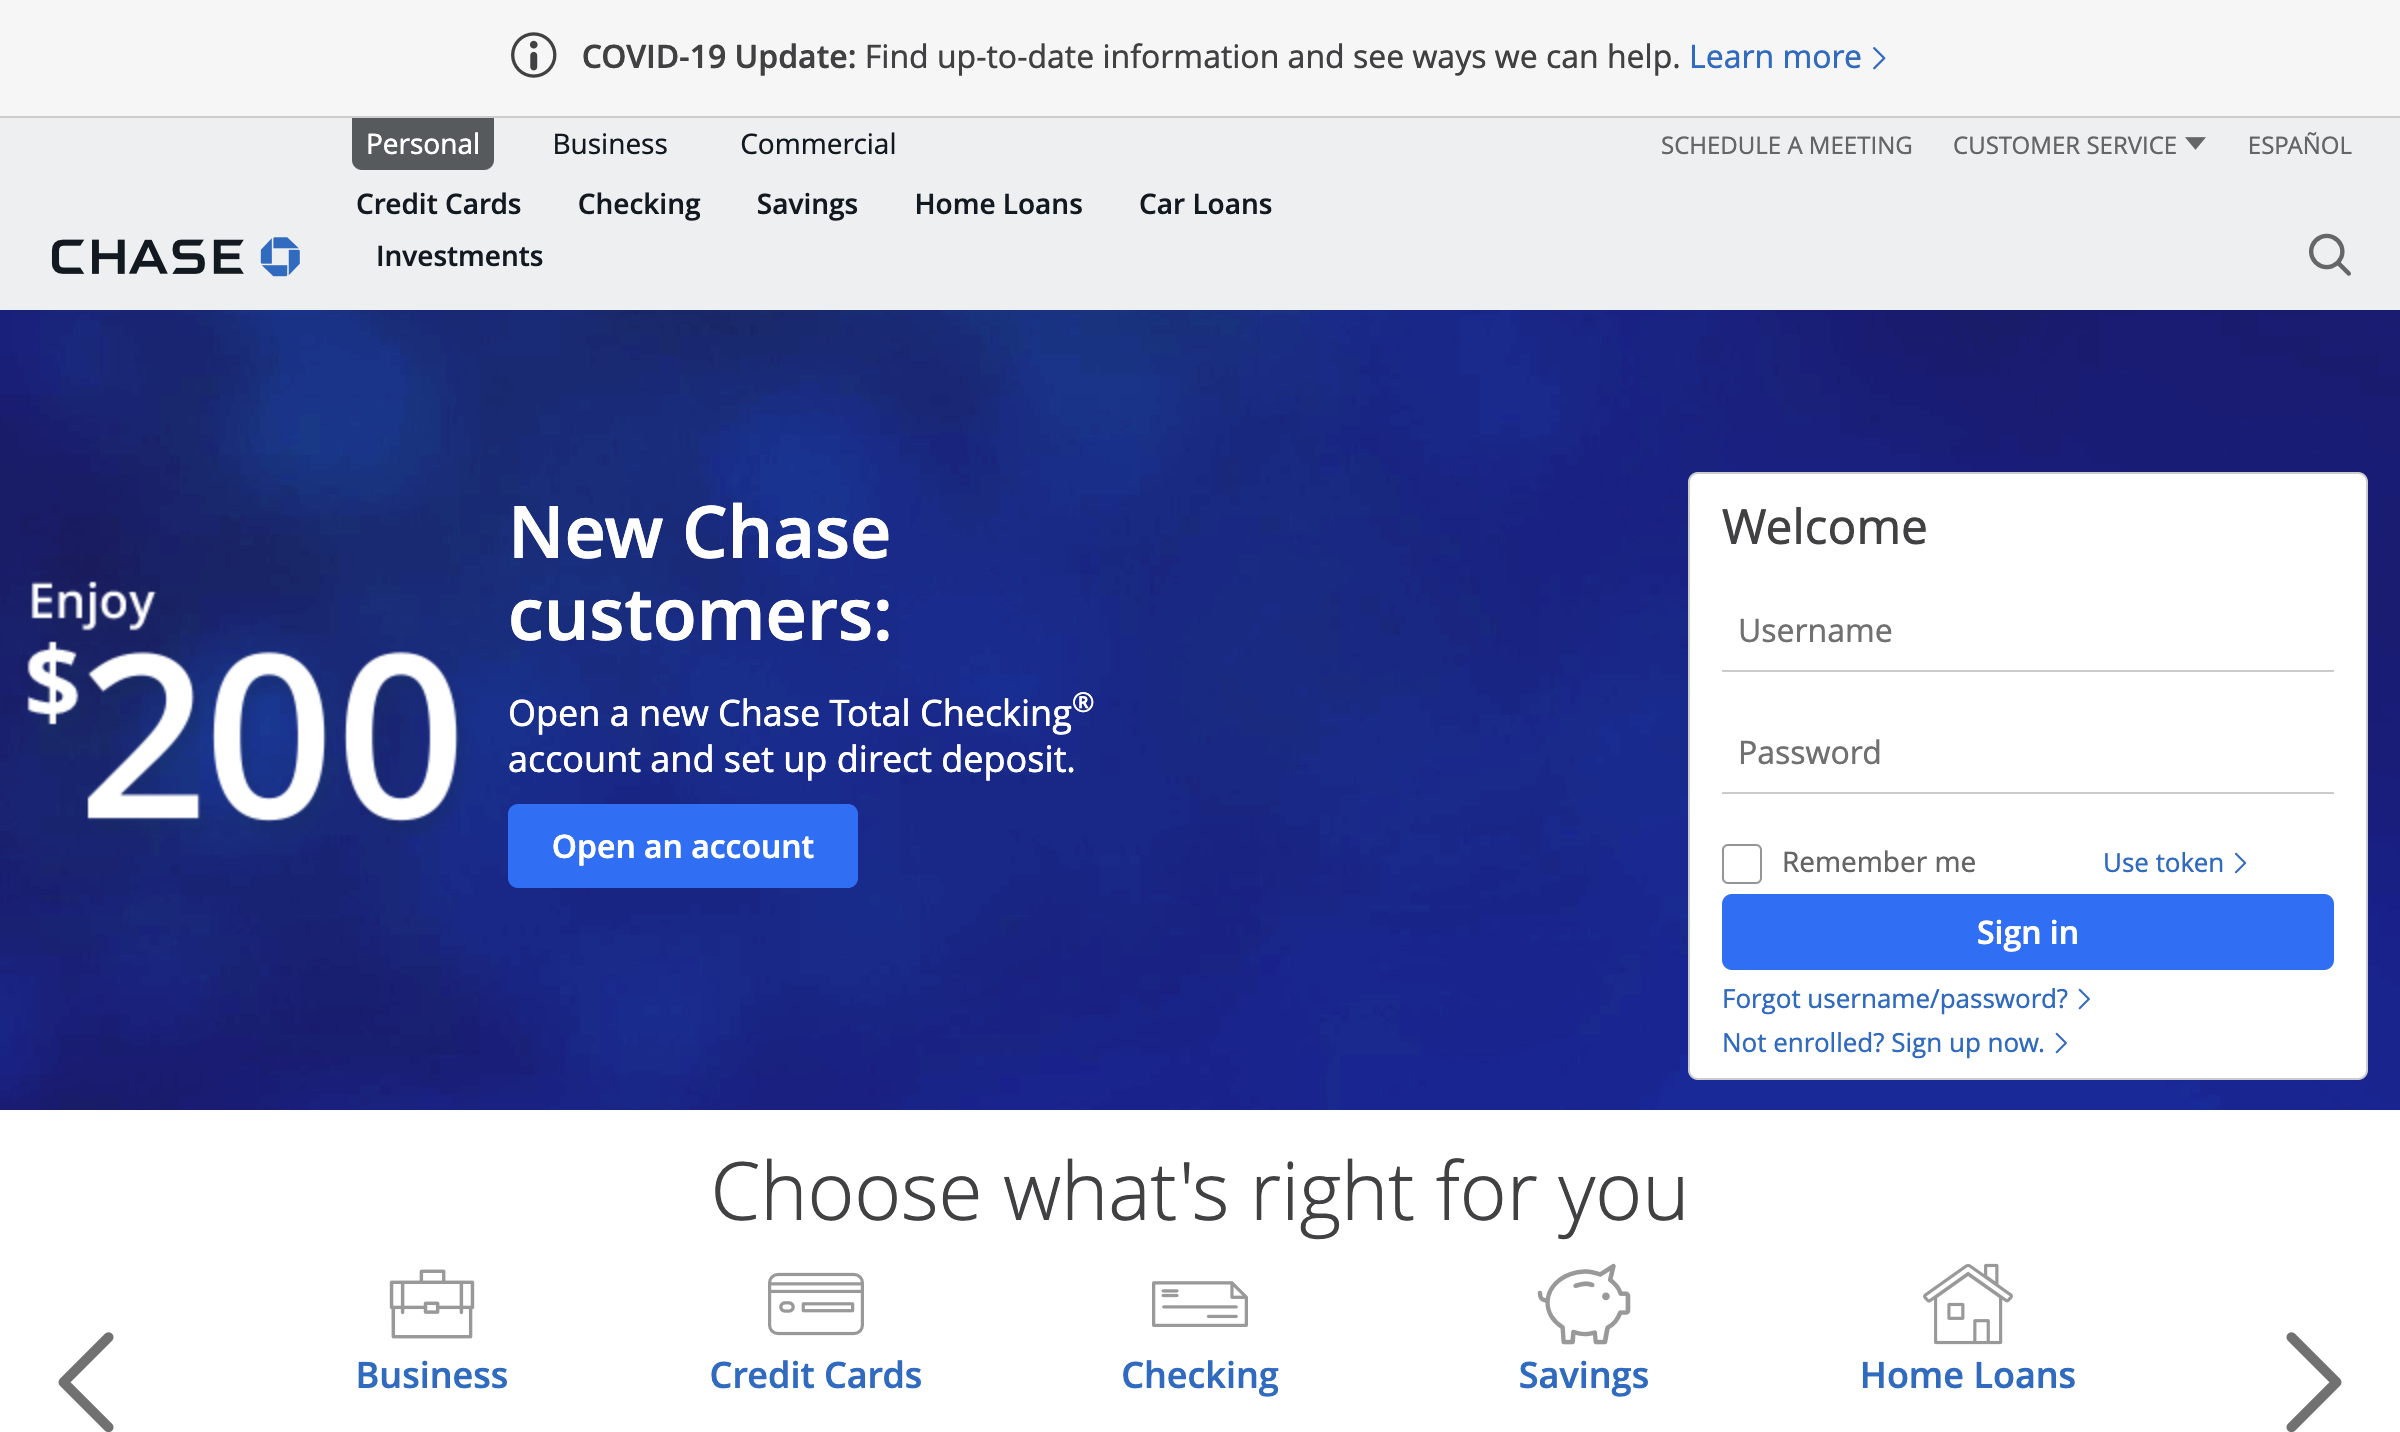 COVID-19 Update: Find up-to-date information and see ways we can help. Learn more
Personal Business Commercial SCHEDULE A MEETING CUSTOMER SERVICE ESPAÑOL
Credit Cards Checking Savings Home Loans Car Loans
CHASE Investments
Enjoy
$200
New Chase
customers:
Open a new Chase Total Checking®
account and set up direct deposit.
Open an account
Welcome
Username
Password
Remember me Use token
Sign in
Forgot username/password?
Not enrolled? Sign up now.
Choose what's right for you
Business Credit Cards Checking Savings Home Loans